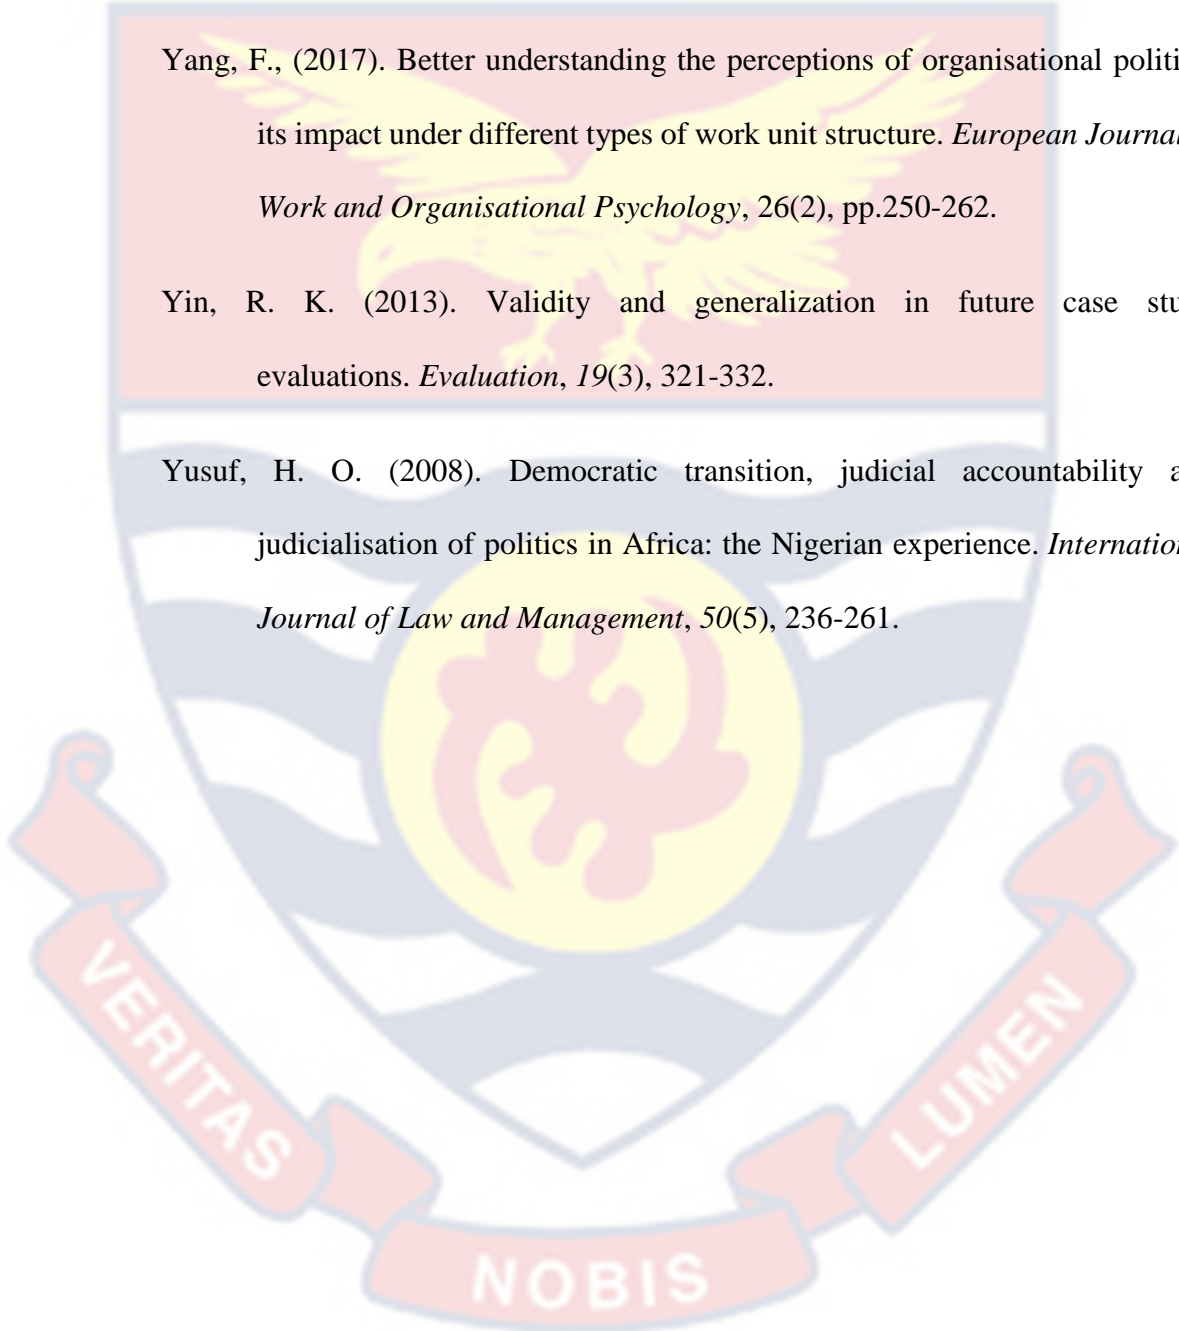 Yang, F., (2017). Better understanding the perceptions of organisational politi
its impact under different types of work unit structure. European Journal
Work and Organisational Psychology, 26(2), pp.250-262.
Yin, R. K. (2013). Validity and generalization in future case stu
evaluations. Evaluation, 19(3), 321-332.
Yusuf, H. O. (2008). Democratic transition, judicial accountability a
judicialisation of politics in Africa: the Nigerian experience. Internation
Journal of Law and Management, 50(5), 236-261.
VERITAS
NOBIS
LUMEN